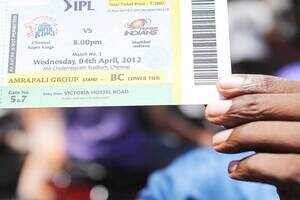 IPL
Total Ticket Price : ₹ 750/-
Chennai
Super Kings
VS
INDIANS
Mumbai Indians
8.00pm
Match No. 1
Wednesday, 04th April, 2012
MA Chidambaram Stadium, Chennai
AMRAPALI GROUP STAND - BC LOWER TIER
GATE No.
5&7
Entry From VICTORIA HOSTEL ROAD